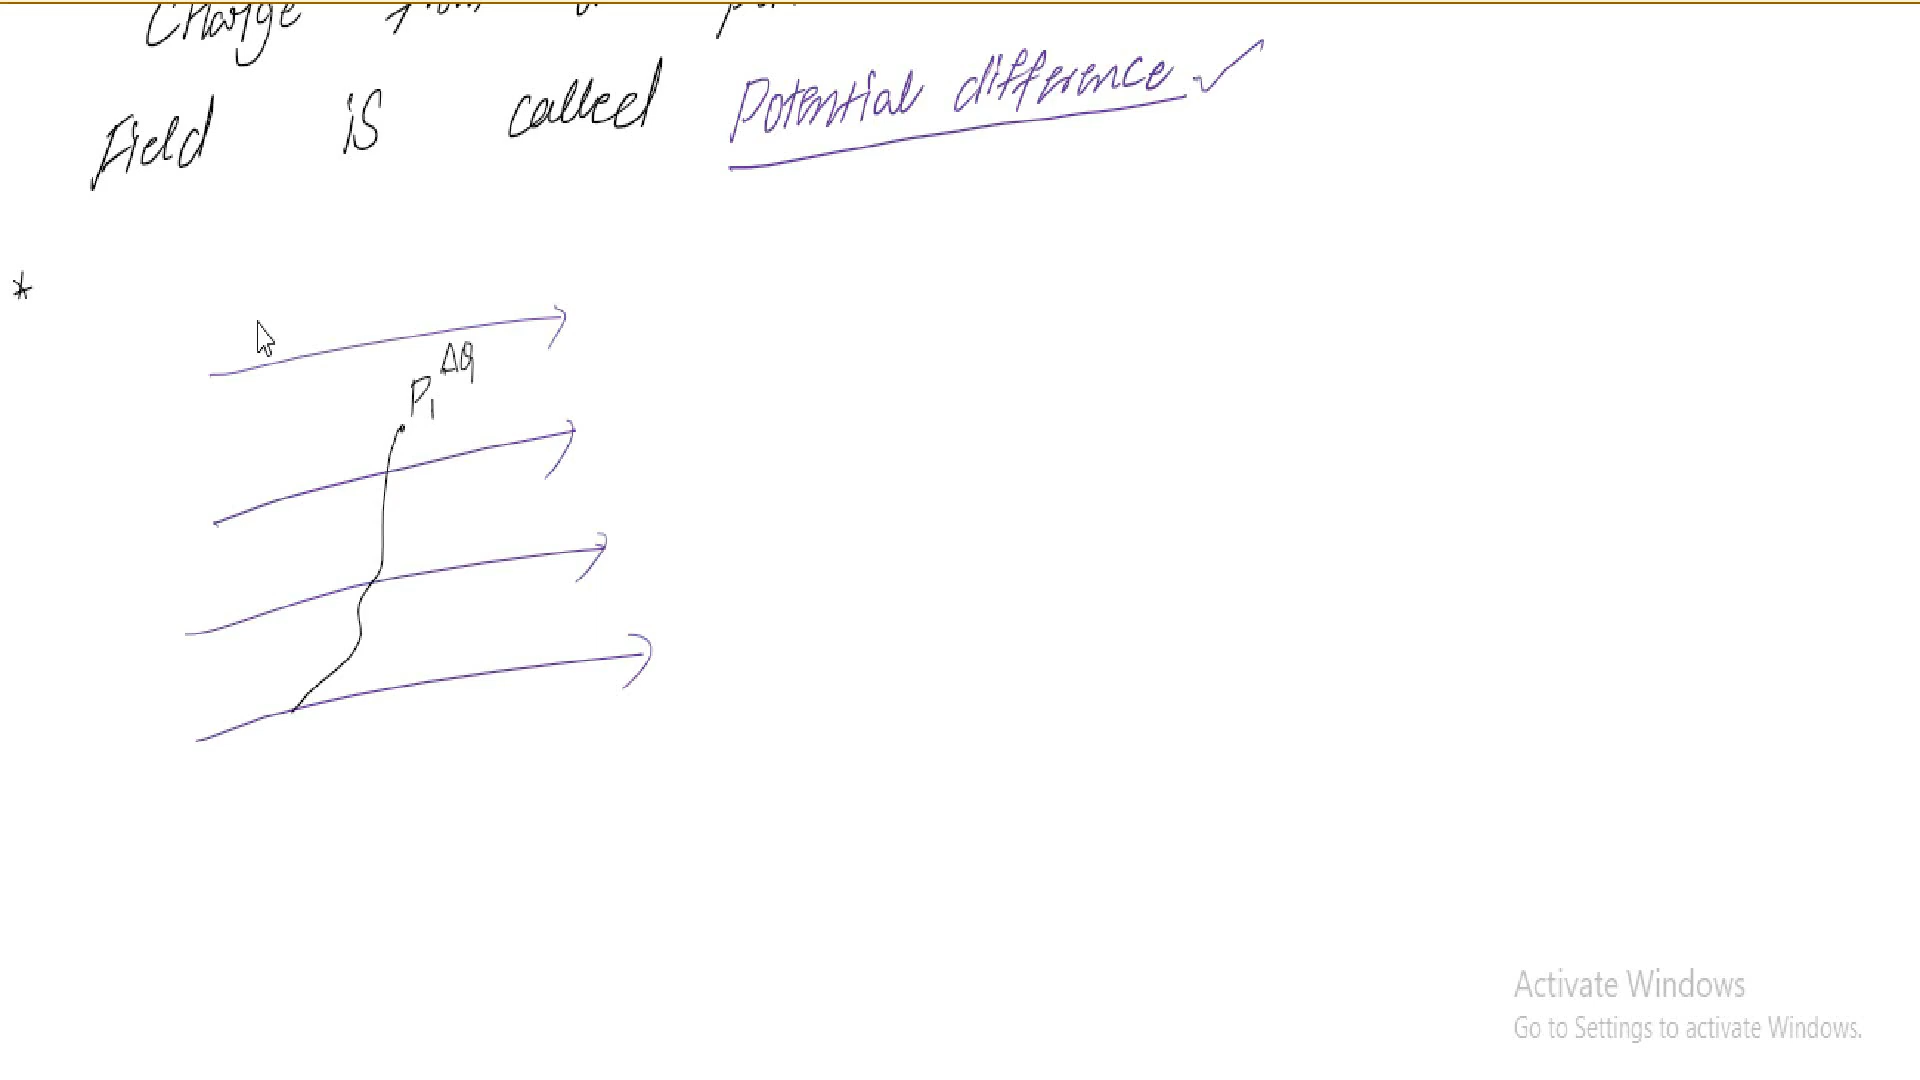 Charge
Field is called Potential difference
*
ΔQ
P1
Activate Windows
Go to Settings to activate Windows.